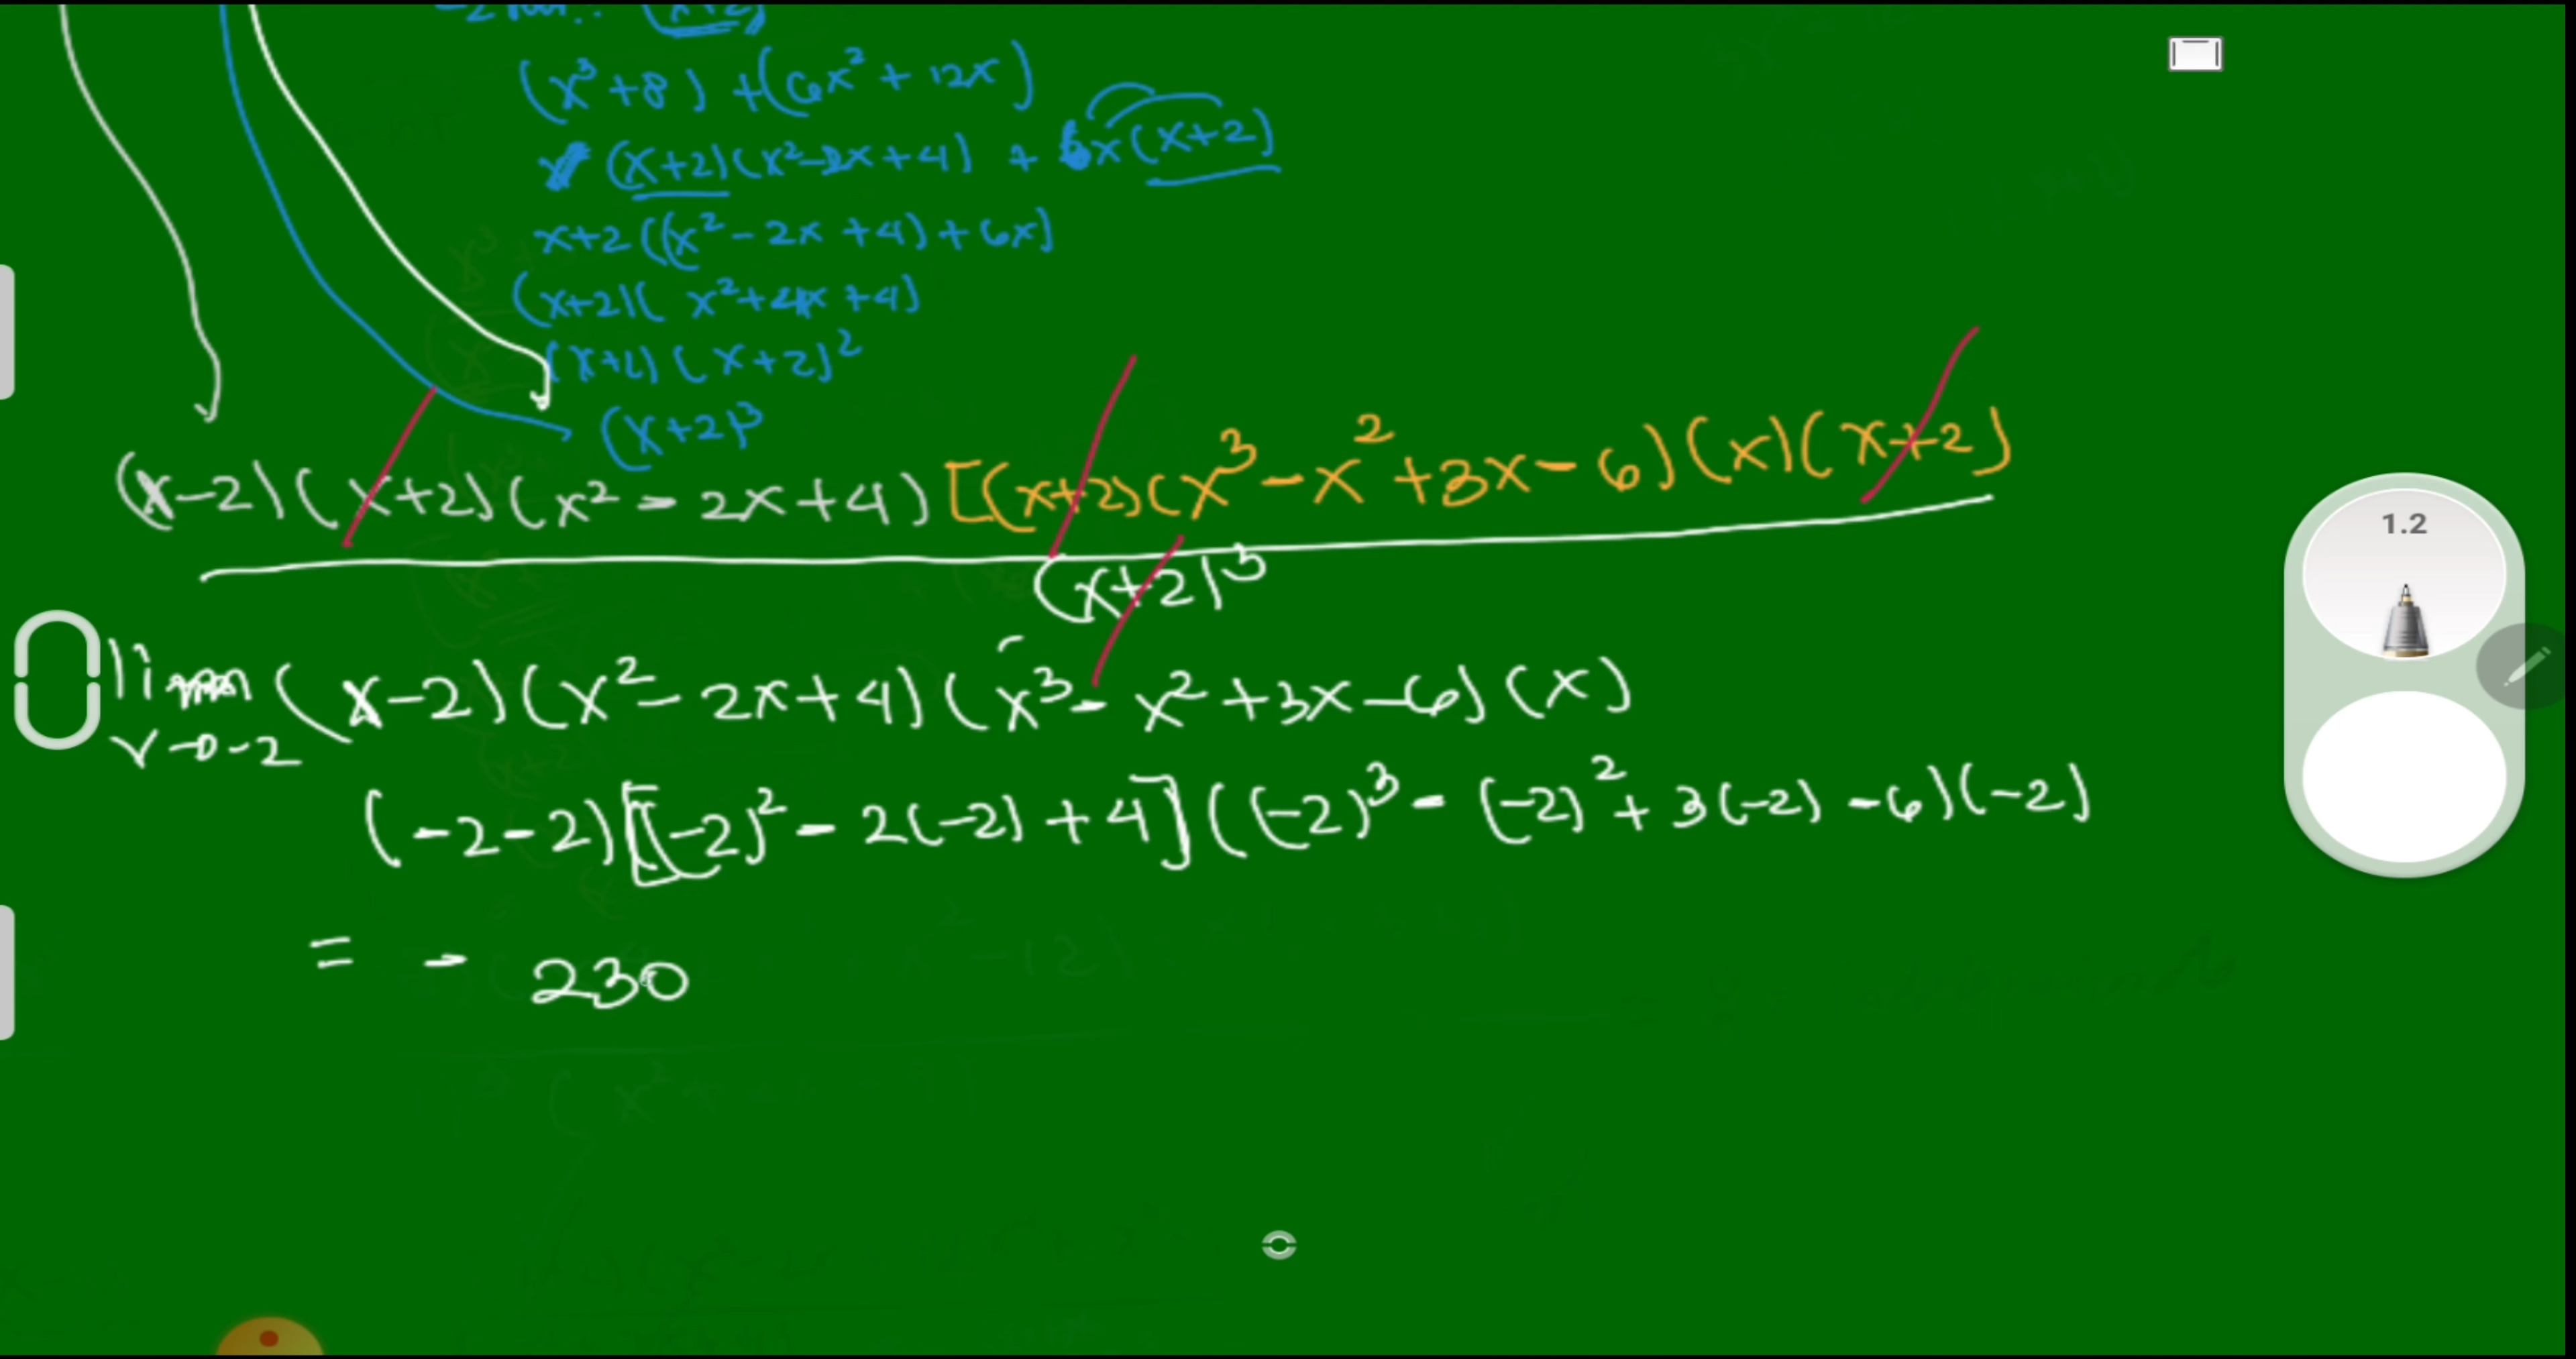 (x³+8) + (6x² + 12x)
(x+2)(x²-2x+4) + 6x(x+2)
x+2((x²-2x+4)+6x)
(x+2)(x²+4x+4)
(x+2)(x+2)²
(x+2)³
(x-2)(x+2)(x²-2x+4)[(x+2)(x³-x²+3x-6)(x)(x+2)
(x+2)³
lim (x-2)(x²-2x+4)(x³-x²+3x-6)(x)
→-2
(-2-2)[(-2)²-2(-2)+4]((-2)³-(-2)²+3(-2)-6)(-2)
= - 230
1.2